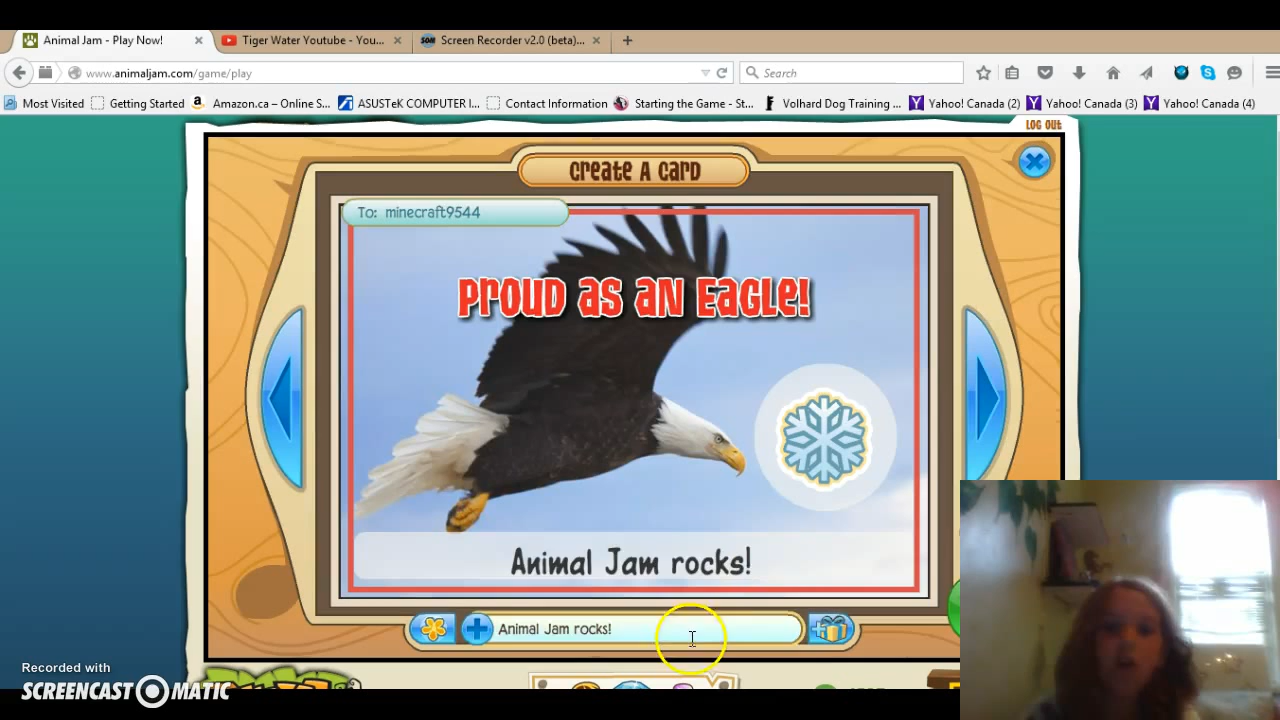 Animal Jam - Play Now!
Tiger Water Youtube - You...
SOM Screen Recorder v2.0 (beta)...
www.animaljam.com/game/play
Search
Most Visited
Getting Started
Amazon.ca – Online S...
ASUSTeK COMPUTER I...
Contact Information
Starting the Game - St...
Volhard Dog Training ...
Yahoo! Canada (2)
Yahoo! Canada (3)
Yahoo! Canada (4)
LOG OUT
CREATE A CARD
To: minecraft9544
PROUD AS AN EAGLE!
Animal Jam rocks!
Animal Jam rocks!
Recorded with
SCREENCAST MATIC